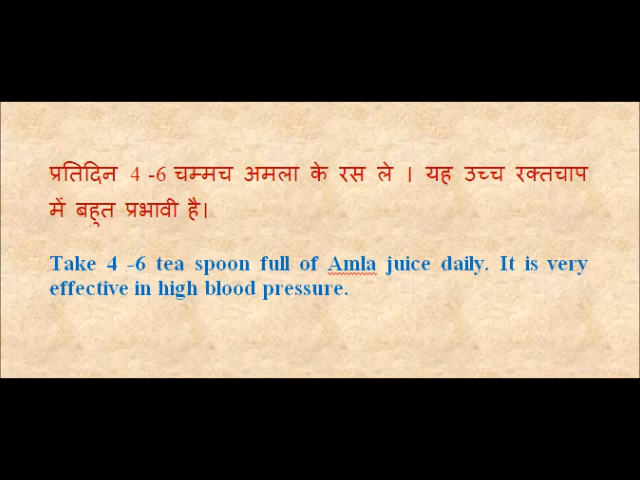 प्रतिदिन 4 -6 चम्मच अमला के रस ले । यह उच्च रक्तचाप
में बहुत प्रभावी है।
Take 4 -6 tea spoon full of Amla juice daily. It is very
effective in high blood pressure.